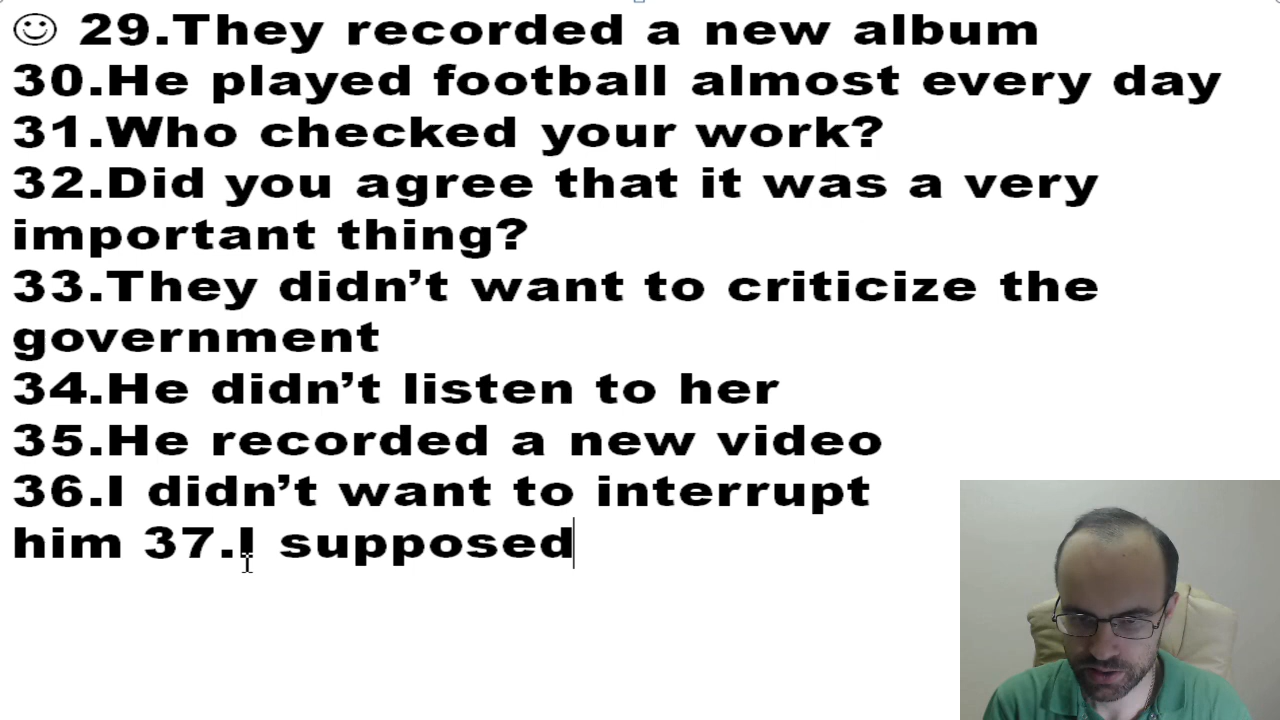 ☺ 29.They recorded a new album
30.He played football almost every day
31.Who checked your work?
32.Did you agree that it was a very
important thing?
33.They didn’t want to criticize the
government
34.He didn’t listen to her
35.He recorded a new video
36.I didn’t want to interrupt
him 37.I supposed